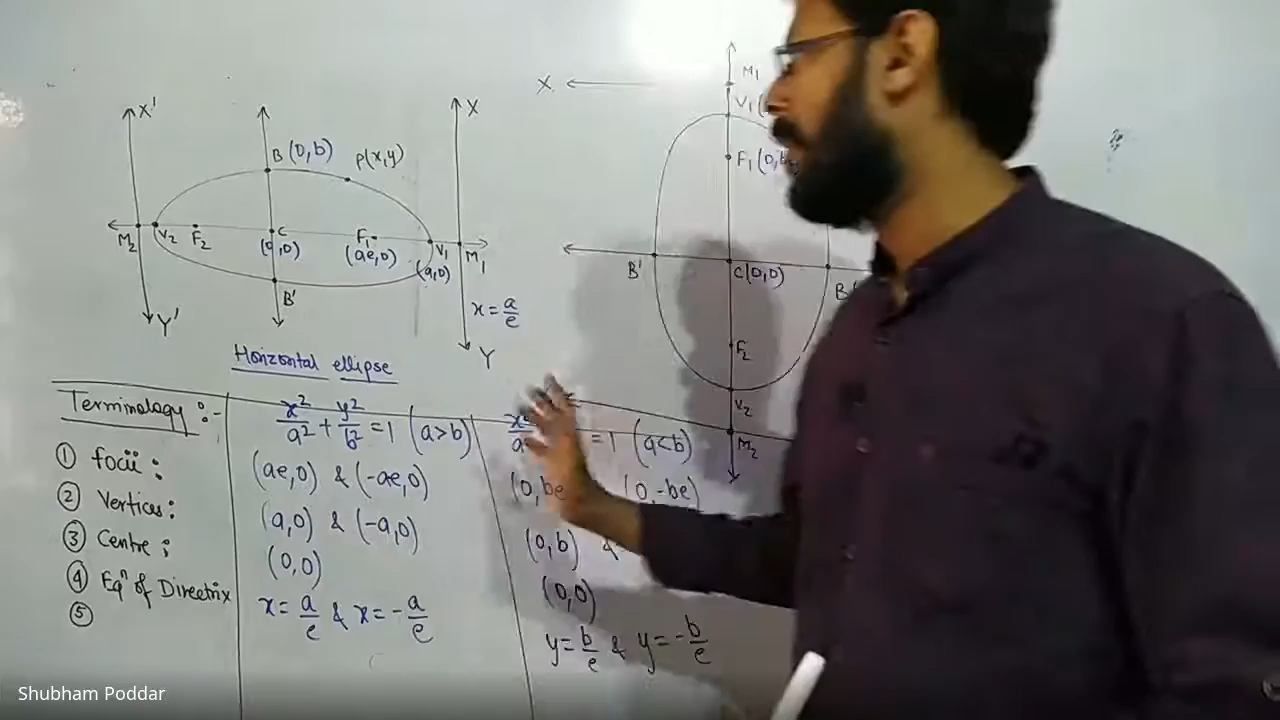 X'
X
B (0,b)
P(x,y)
M2
V2
F2
C
(0,0)
F1
(ae,0)
V1
(a,0)
M1
B'
x = a/e
Y'
Y
Horizontal ellipse
X
M1
V1
F1 (0,be
B'
C(0,0)
B
F2
V2
M2
Terminology :-
x²/a² + y²/b² = 1 (a>b)
x²/a = 1 (a<b)
① focii :
(ae,0) & (-ae,0)
(0,be (0,-be)
② Vertices :
(a,0) & (-a,0)
(0,b) &
③ Centre :
(0,0)
(0,0)
④ Eqⁿ of Directrix
x = a/e & x = -a/e
y = b/e & y = -b/e
⑤
Shubham Poddar